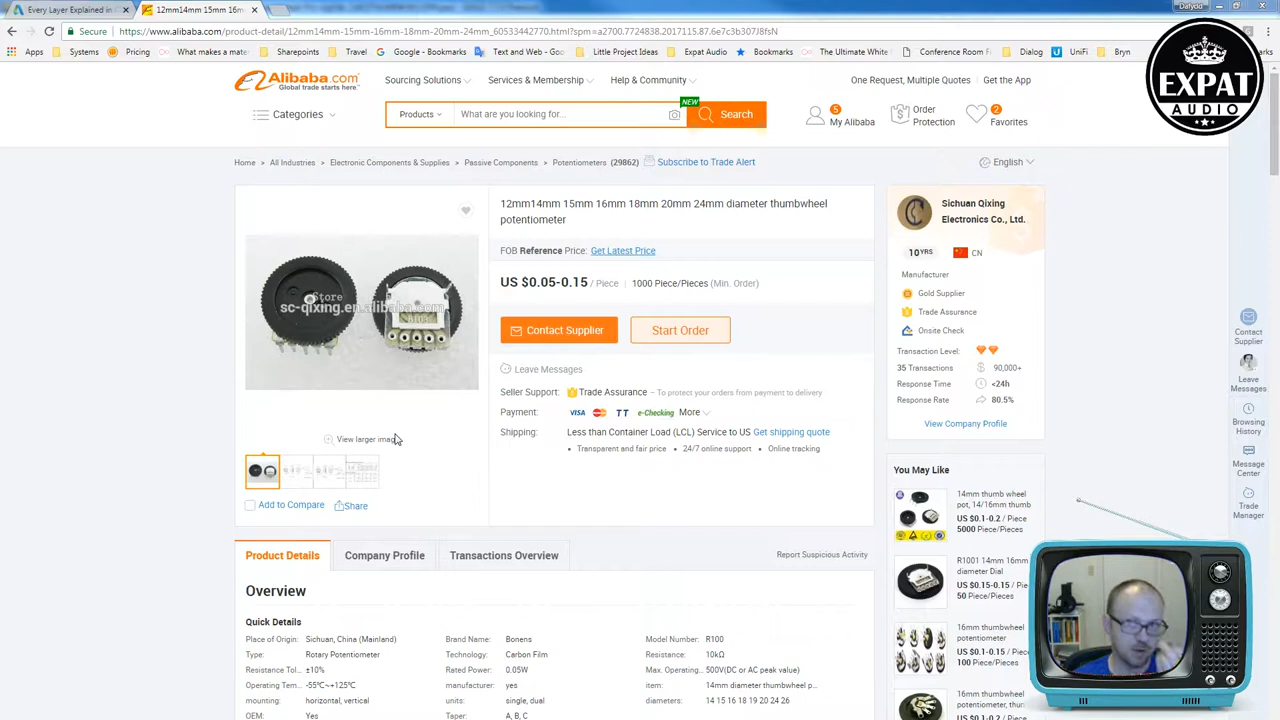 Every Layer Explained in
12mm14mm 15mm 16m
Dafydd
Secure
https://www.alibaba.com/product-detail/12mm14mm-15mm-16mm-18mm-20mm-24mm_60533442770.html?spm=a2700.7724838.2017115.87.6e7c3b307J8fsN
Apps
Systems
Pricing
What makes a mater
Sharepoints
Travel
Google - Bookmarks
Text and Web - Goo
Little Project Ideas
Expat Audio
Bookmarks
The Ultimate White
Conference Room F
Dialog
UniFi
Bryn
EXPAT
AUDIO
Alibaba.com
Global trade starts here.
Sourcing Solutions
Services & Membership
Help & Community
One Request, Multiple Quotes
Get the App
Categories
Products
What are you looking for...
NEW
Search
5
My Alibaba
Order
Protection
2
Favorites
Home > All Industries > Electronic Components & Supplies > Passive Components > Potentiometers (29862)
Subscribe to Trade Alert
English
Store
sc-qixing.en.alibaba.com
View larger imag
Add to Compare
Share
12mm14mm 15mm 16mm 18mm 20mm 24mm diameter thumbwheel
potentiometer
FOB Reference Price: Get Latest Price
US $0.05-0.15 / Piece
1000 Piece/Pieces (Min. Order)
Contact Supplier
Start Order
Leave Messages
Seller Support: Trade Assurance – To protect your orders from payment to delivery
Payment: VISA TT e-Checking More
Shipping: Less than Container Load (LCL) Service to US Get shipping quote
• Transparent and fair price • 24/7 online support • Online tracking
Sichuan Qixing
Electronics Co., Ltd.
10YRS CN
Manufacturer
Gold Supplier
Trade Assurance
Onsite Check
Transaction Level:
35 Transactions 90,000+
Response Time <24h
Response Rate 80.5%
View Company Profile
Contact
Supplier
Leave
Messages
Browsing
History
Message
Center
Trade
Manager
You May Like
14mm thumb wheel
pot, 14/16mm thumb
US $0.1-0.2 / Piece
5000 Piece/Pieces
R1001 14mm 16mm
diameter Dial
US $0.15-0.15 / Pi
50 Piece/Pieces
16mm thumbwheel
potentiometer
US $0.1-0.15 / Pie
100 Piece/Pieces
16mm thumbwheel
potentiometer, thu
Product Details
Company Profile
Transactions Overview
Report Suspicious Activity
Overview
Quick Details
Place of Origin: Sichuan, China (Mainland)
Brand Name: Bonens
Model Number: R100
Type: Rotary Potentiometer
Technology: Carbon Film
Resistance: 10kΩ
Resistance Tol... ±10%
Rated Power:
Max. Operating... 500V(DC or AC peak value)
Operating Tem... -55℃~+125℃
manufacturer: yes
item: 14mm diameter thumbwheel p...
mounting: horizontal, vertical
units: single, dual
diameters: 14 15 16 18 19 20 24 26
OEM: Yes
Taper: A, B, C